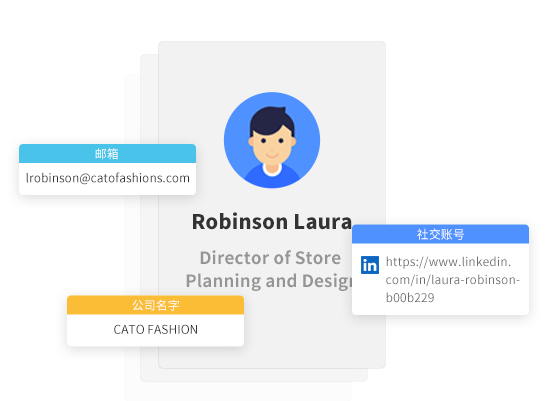 邮箱
lrobinson@catofashions.com
Robinson Laura
Director of Store
Planning and Design
社交账号
https://www.linkedin.
com/in/laura-robinson-
b00b229
公司名字
CATO FASHION